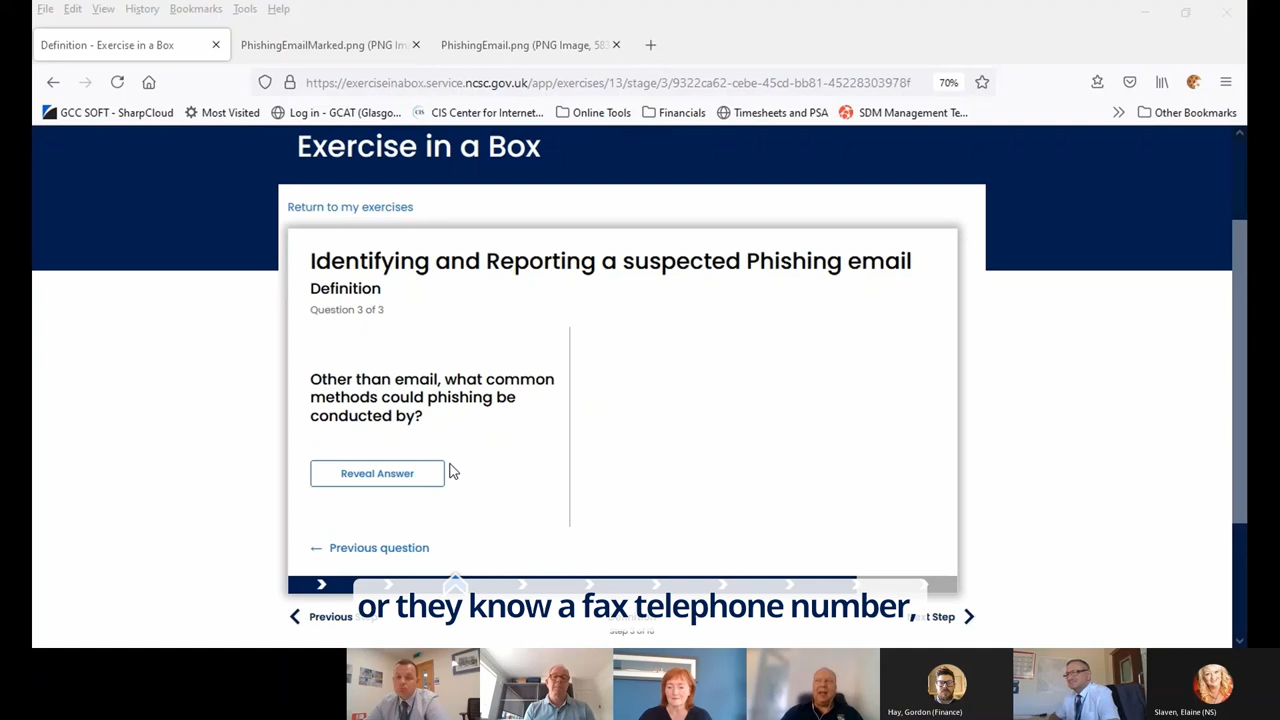 File Edit View History Bookmarks Tools Help
Definition - Exercise in a Box
PhishingEmailMarked.png (PNG Im
PhishingEmail.png (PNG Image, 583
https://exerciseinabox.service.ncsc.gov.uk/app/exercises/13/stage/3/9322ca62-cebe-45cd-bb81-45228303978f 70%
GCC SOFT - SharpCloud Most Visited Log in - GCAT (Glasgo... CIS Center for Internet... Online Tools Financials Timesheets and PSA SDM Management Te... Other Bookmarks
Exercise in a Box
Return to my exercises
Identifying and Reporting a suspected Phishing email
Definition
Question 3 of 3
Other than email, what common
methods could phishing be
conducted by?
Reveal Answer
← Previous question
or they know a fax telephone number,
Previous
Step
Hay, Gordon (Finance)
Slaven, Elaine (NS)